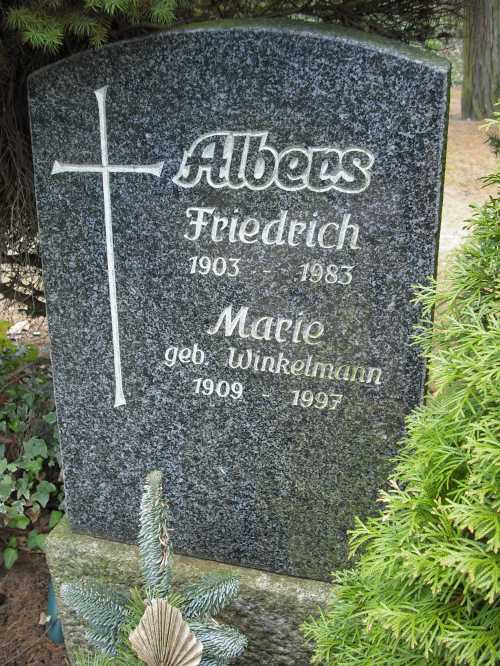 Albers
Friedrich
1903 - 1983
Marie
geb. Winkelmann
1909 - 1997